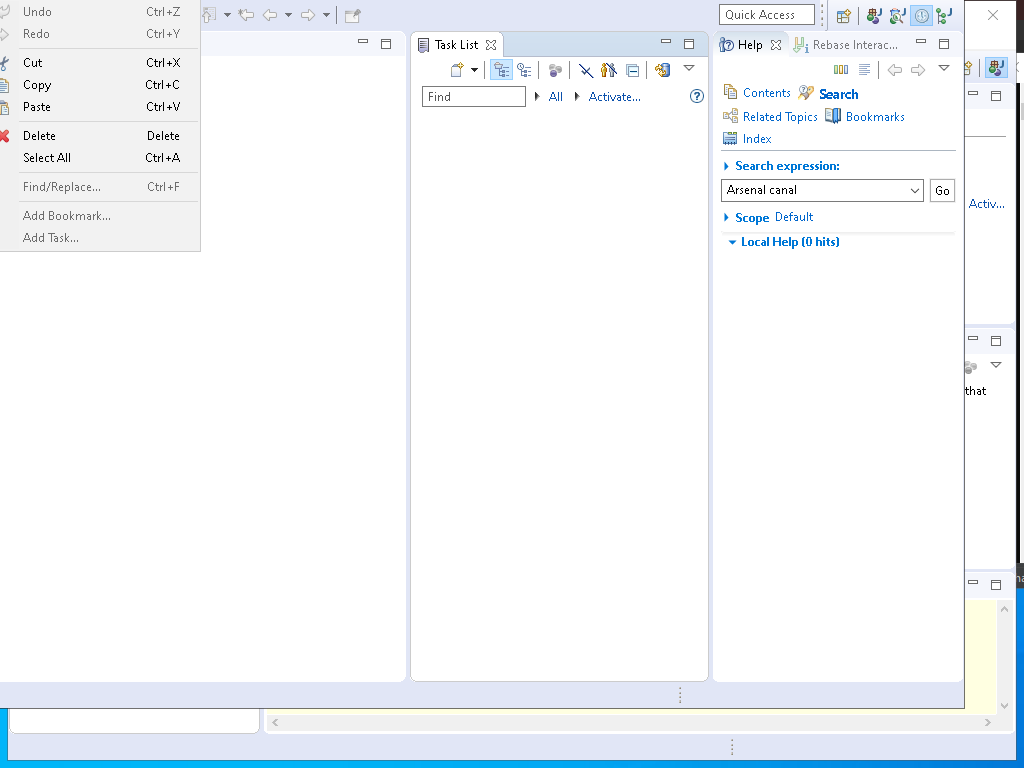 Undo Ctrl+Z
Redo Ctrl+Y
Cut Ctrl+X
Copy Ctrl+C
Paste Ctrl+V
Delete Delete
Select All Ctrl+A
Find/Replace... Ctrl+F
Add Bookmark...
Add Task...
Quick Access
Task List
Find
All
Activate...
Help
Rebase Interac...
Contents
Search
Related Topics
Bookmarks
Index
Search expression:
Arsenal canal
Go
Scope Default
Local Help (0 hits)
Activ...
that